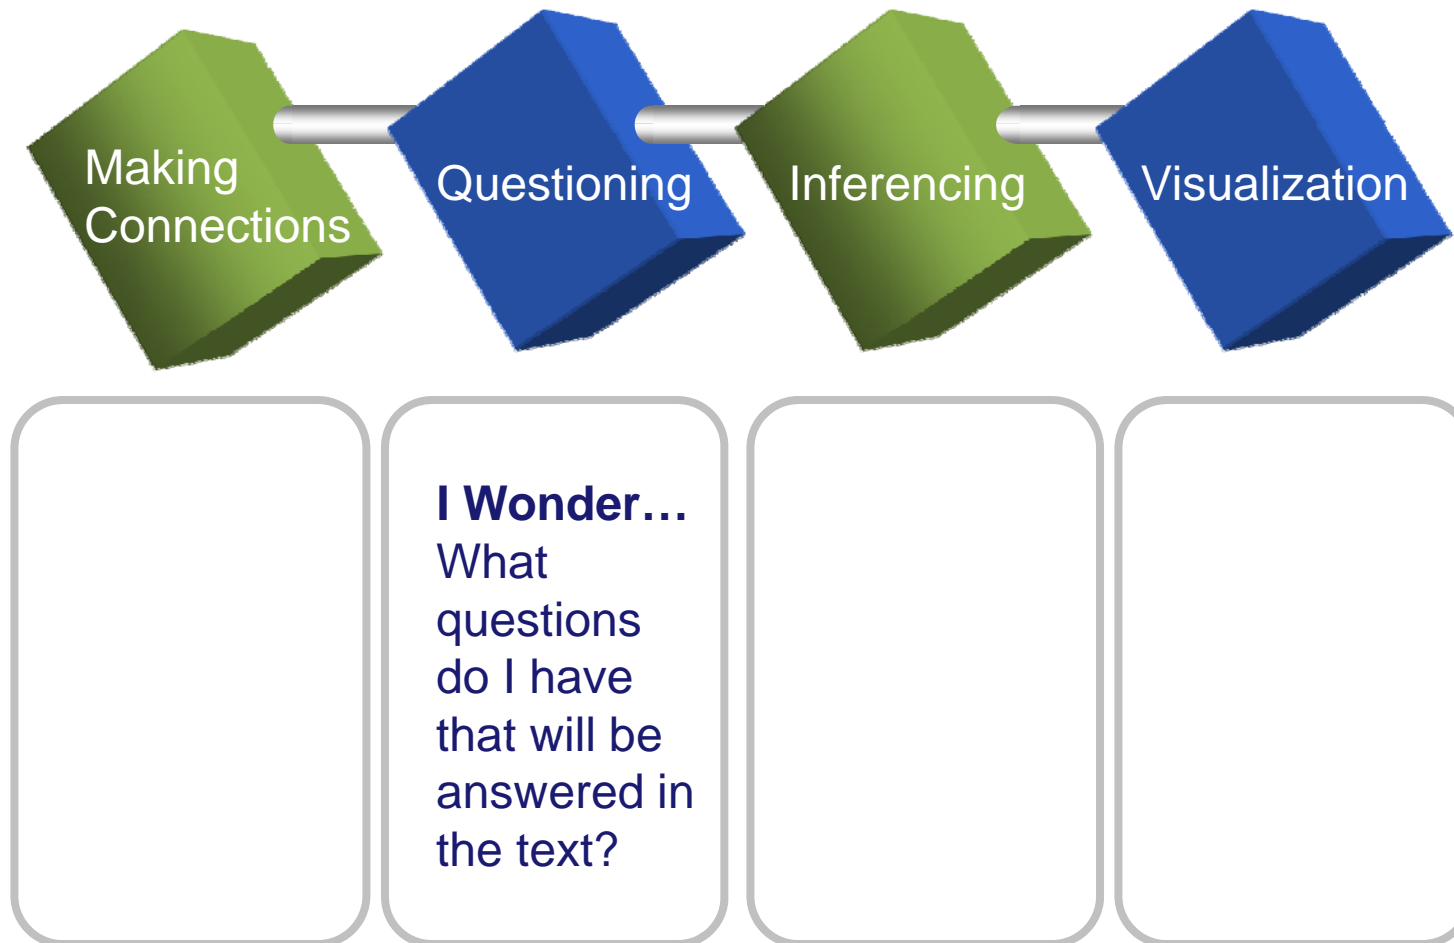 Making
Connections
Questioning
Inferencing
Visualization
I Wonder…
What
questions
do I have
that will be
answered in
the text?